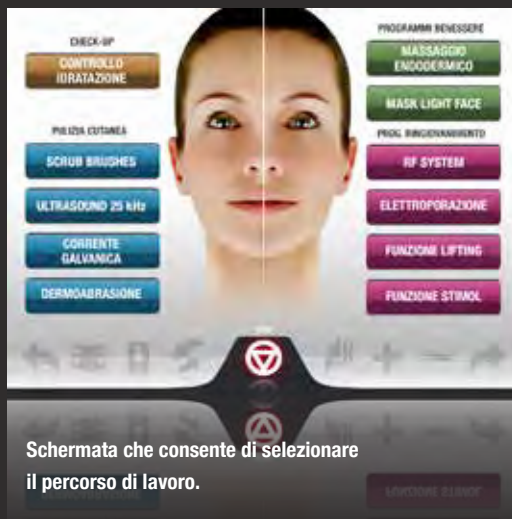 CHECK-UP
CONTROLLO
IDRATAZIONE
PULIZIA CUTANEA
SCRUB BRUSHES
ULTRASOUND 25 kHz
CORRENTE
GALVANICA
DERMOABRASIONE
PROGRAMMI BENESSERE
MASSAGGIO
ENDODERMICO
MASK LIGHT FACE
PROG. RINGIOVANIMENTO
RF SYSTEM
ELETTROPORAZIONE
FUNZIONE LIFTING
FUNZIONE STIMOL
Schermata che consente di selezionare
il percorso di lavoro.